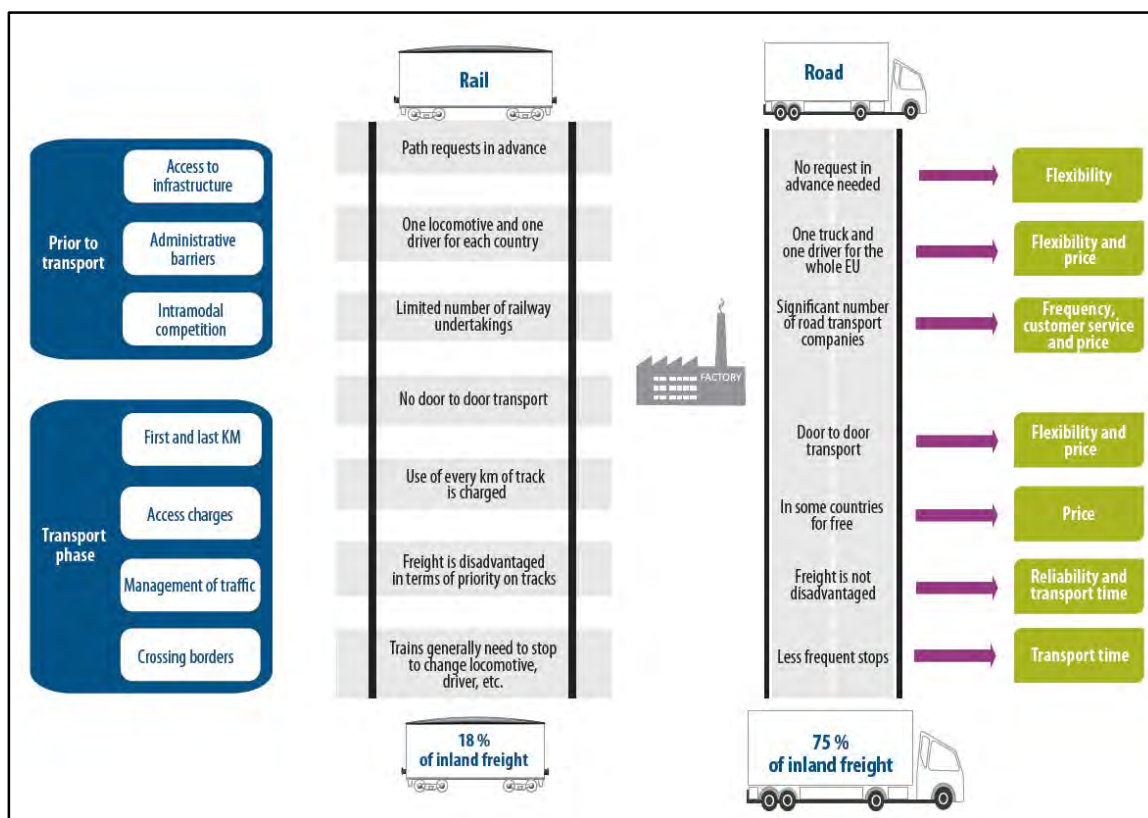 Rail
Road
Prior to
transport
Access to
infrastructure
Path requests in advance
No request in
advance needed
Flexibility
Administrative
barriers
One locomotive and one
driver for each country
One truck and
one driver for the
whole EU
Flexibility and
price
Intramodal
competition
Limited number of railway
undertakings
Significant number
of road transport
companies
Frequency,
customer service
and price
FACTORY
Transport
phase
First and last KM
No door to door transport
Door to door
transport
Flexibility and
price
Access charges
Use of every km of track
is charged
In some countries
for free
Price
Management of traffic
Freight is disadvantaged
in terms of priority on tracks
Freight is not
disadvantaged
Reliability and
transport time
Crossing borders
Trains generally need to stop
to change locomotive,
driver, etc.
Less frequent stops
Transport time
18 %
of inland freight
75 %
of inland freight